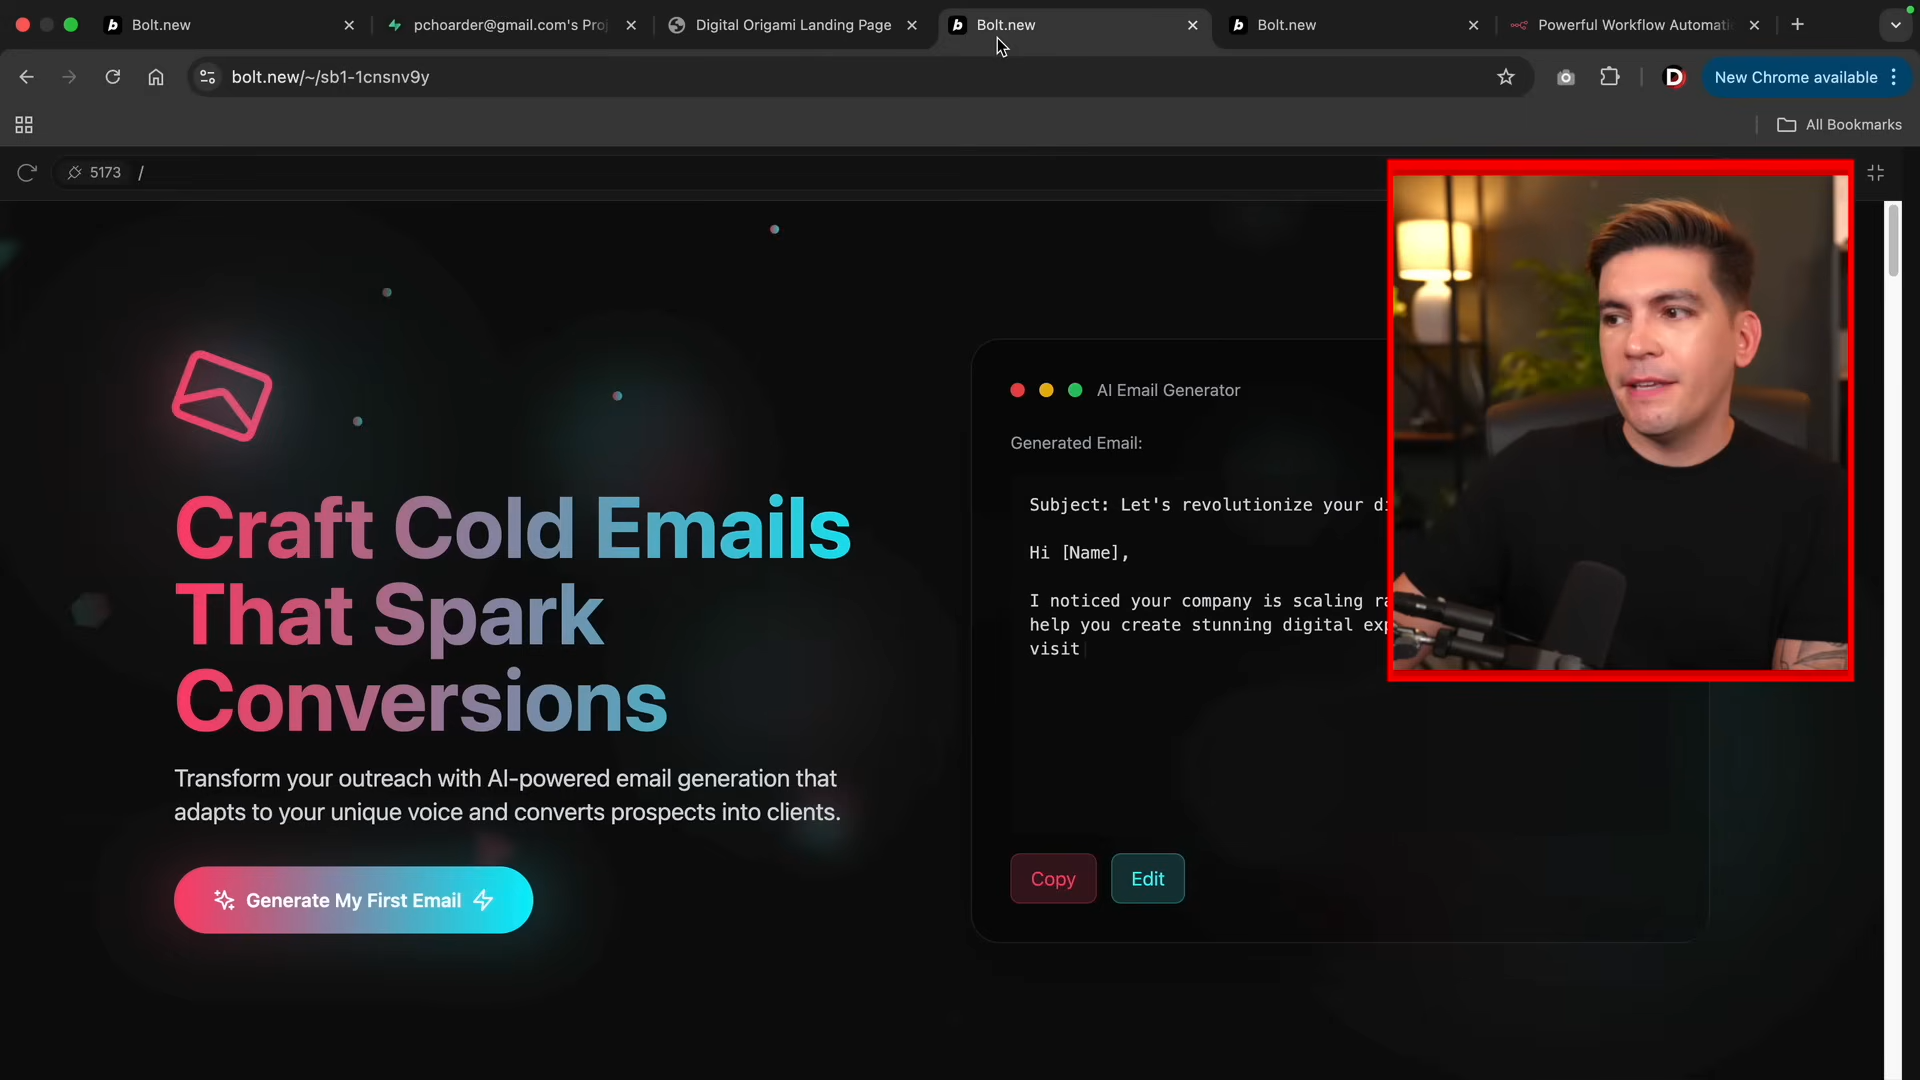 Bolt.new
pchoarder@gmail.com's Proj
Digital Origami Landing Page
Bolt.new
Bolt.new
Powerful Workflow Automati
bolt.new/~/sb1-1cnsnv9y
New Chrome available
All Bookmarks
5173 /
AI Email Generator
Generated Email:
Subject: Let's revolutionize your di
Hi [Name],
I noticed your company is scaling ra
help you create stunning digital exp
visit
Copy
Edit
Craft Cold Emails
That Spark
Conversions
Transform your outreach with AI-powered email generation that
adapts to your unique voice and converts prospects into clients.
Generate My First Email